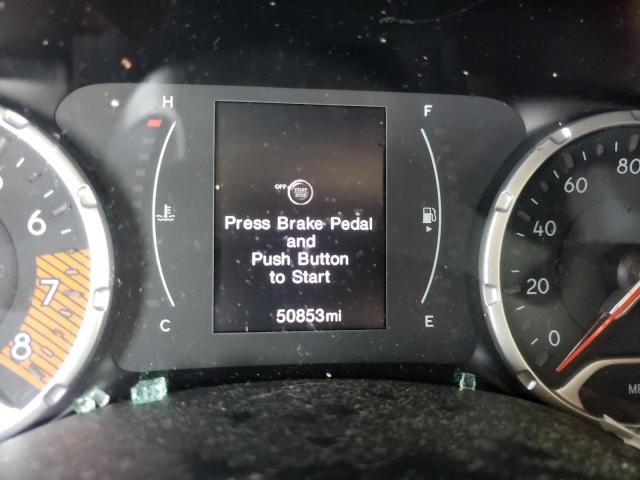 H
F
OFF
START
STOP
Press Brake Pedal
and
Push Button
to Start
50853mi
C
E
6
7
8
0
20
40
60
80